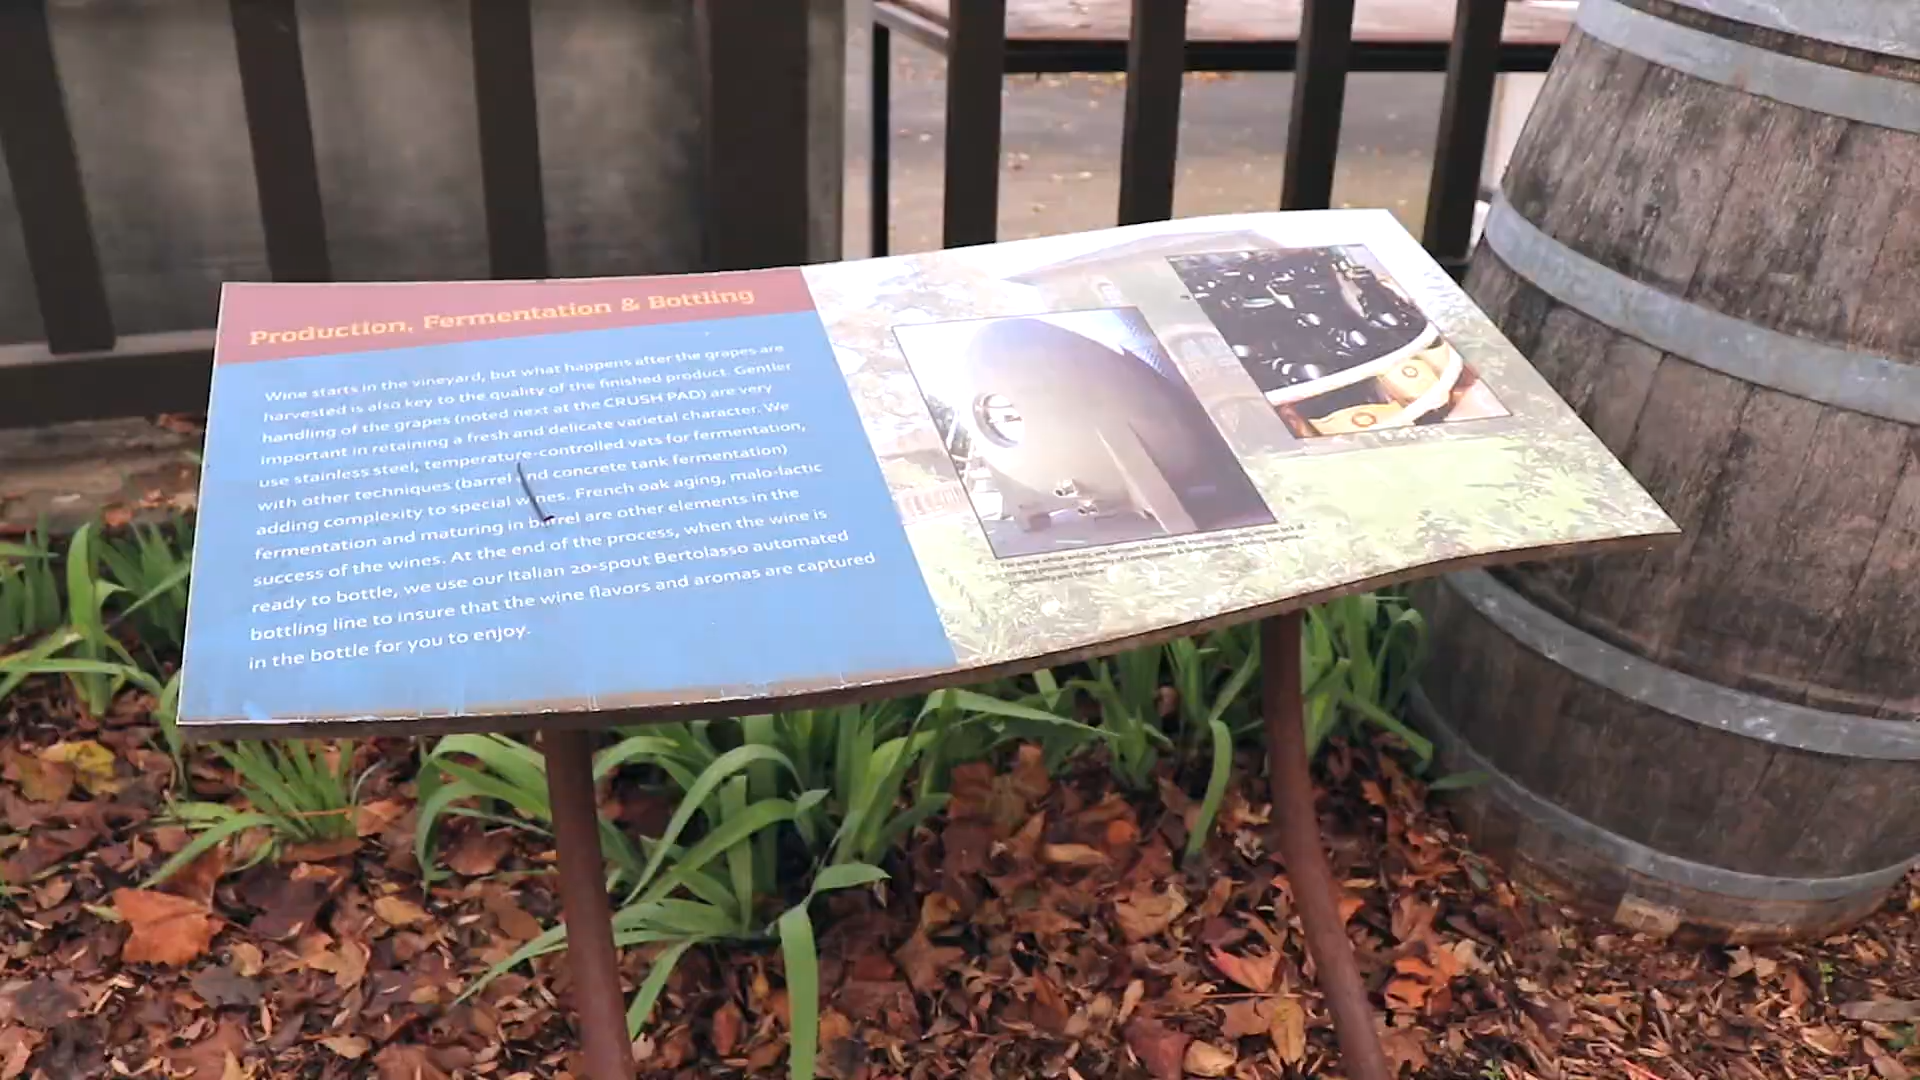 Production, Fermentation & Bottling
Wine starts in the vineyard, but what happens after the grapes are
harvested is also key to the quality of the finished product. Gentler
handling of the grapes (noted next at the CRUSH PAD) are very
important in retaining a fresh and delicate varietal character. We
use stainless steel, temperature-controlled vats for fermentation,
with other techniques (barrel and concrete tank fermentation)
adding complexity to special wines. French oak aging, malo-lactic
fermentation and maturing in barrel are other elements in the
success of the wines. At the end of the process, when the wine is
ready to bottle, we use our Italian 20-spout Bertolasso automated
bottling line to insure that the wine flavors and aromas are captured
in the bottle for you to enjoy.